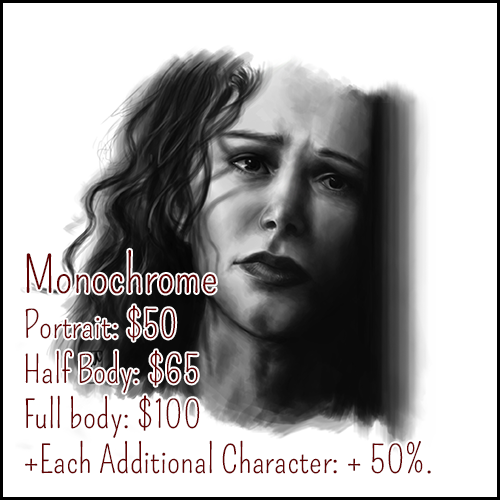 Monochrome
Portrait: $50
Half Body: $65
Full body: $100
+Each Additional Character: + 50%.